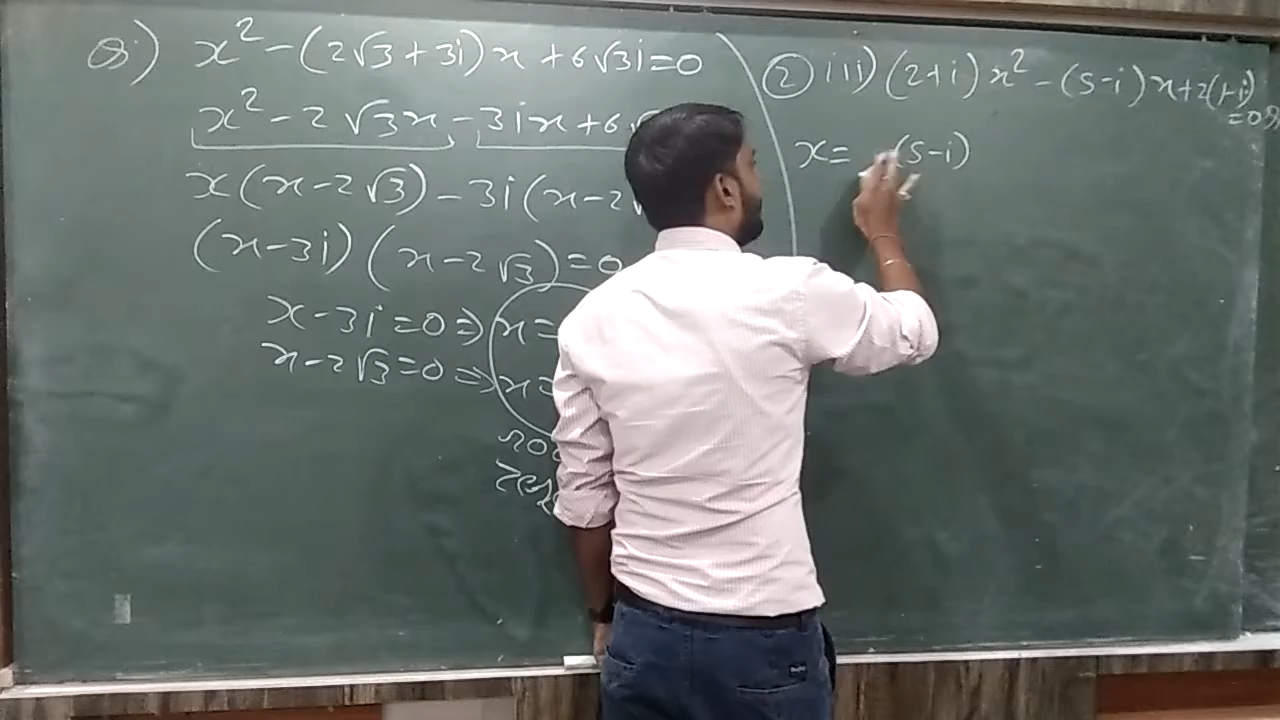 Qi) x² - (2√3 + 3i)x + 6√3i = 0
x² - 2√3x - 3ix + 6√
x(x - 2√3) - 3i(x - 2√
(x - 3i)(x - 2√3) = 0
x - 3i = 0 ⇒ x =
x - 2√3 = 0 ⇒ x =
② iii) (2+i)x² - (5-i)x + 2(1-i)
= 0
x = (5-i)